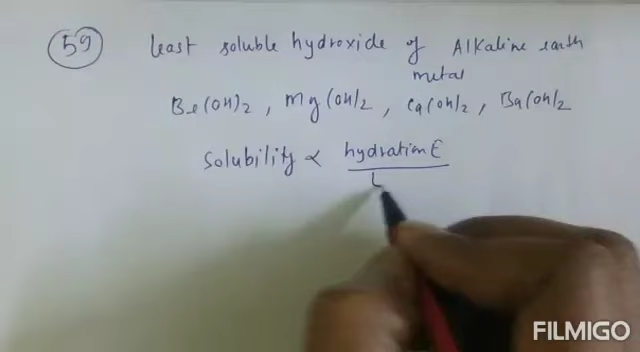 59 least soluble hydroxide of Alkaline earth
metal
Be(OH)2, Mg(OH)2, Ca(OH)2, Ba(OH)2
Solubility ∝ hydration E
L
FILMIGO